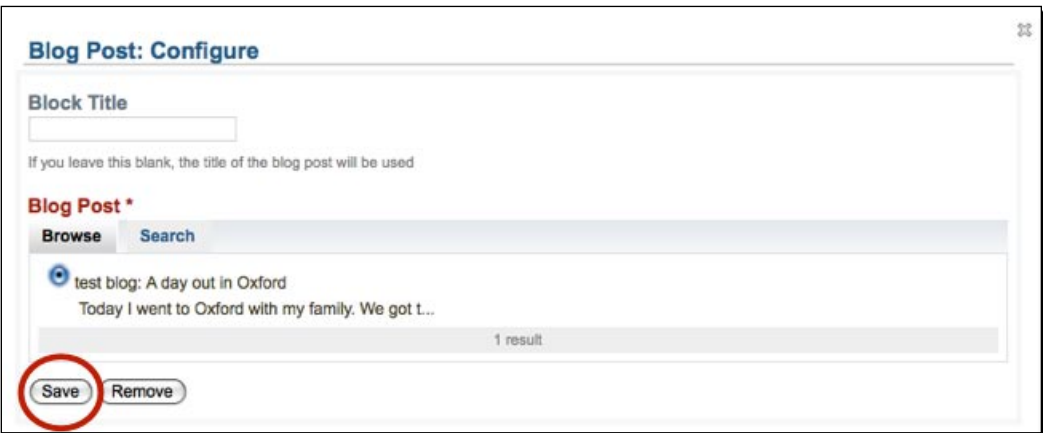 Blog Post: Configure
Block Title
If you leave this blank, the title of the blog post will be used
Blog Post *
Browse Search
test blog: A day out in Oxford
Today I went to Oxford with my family. We got t...
1 result
Save Remove